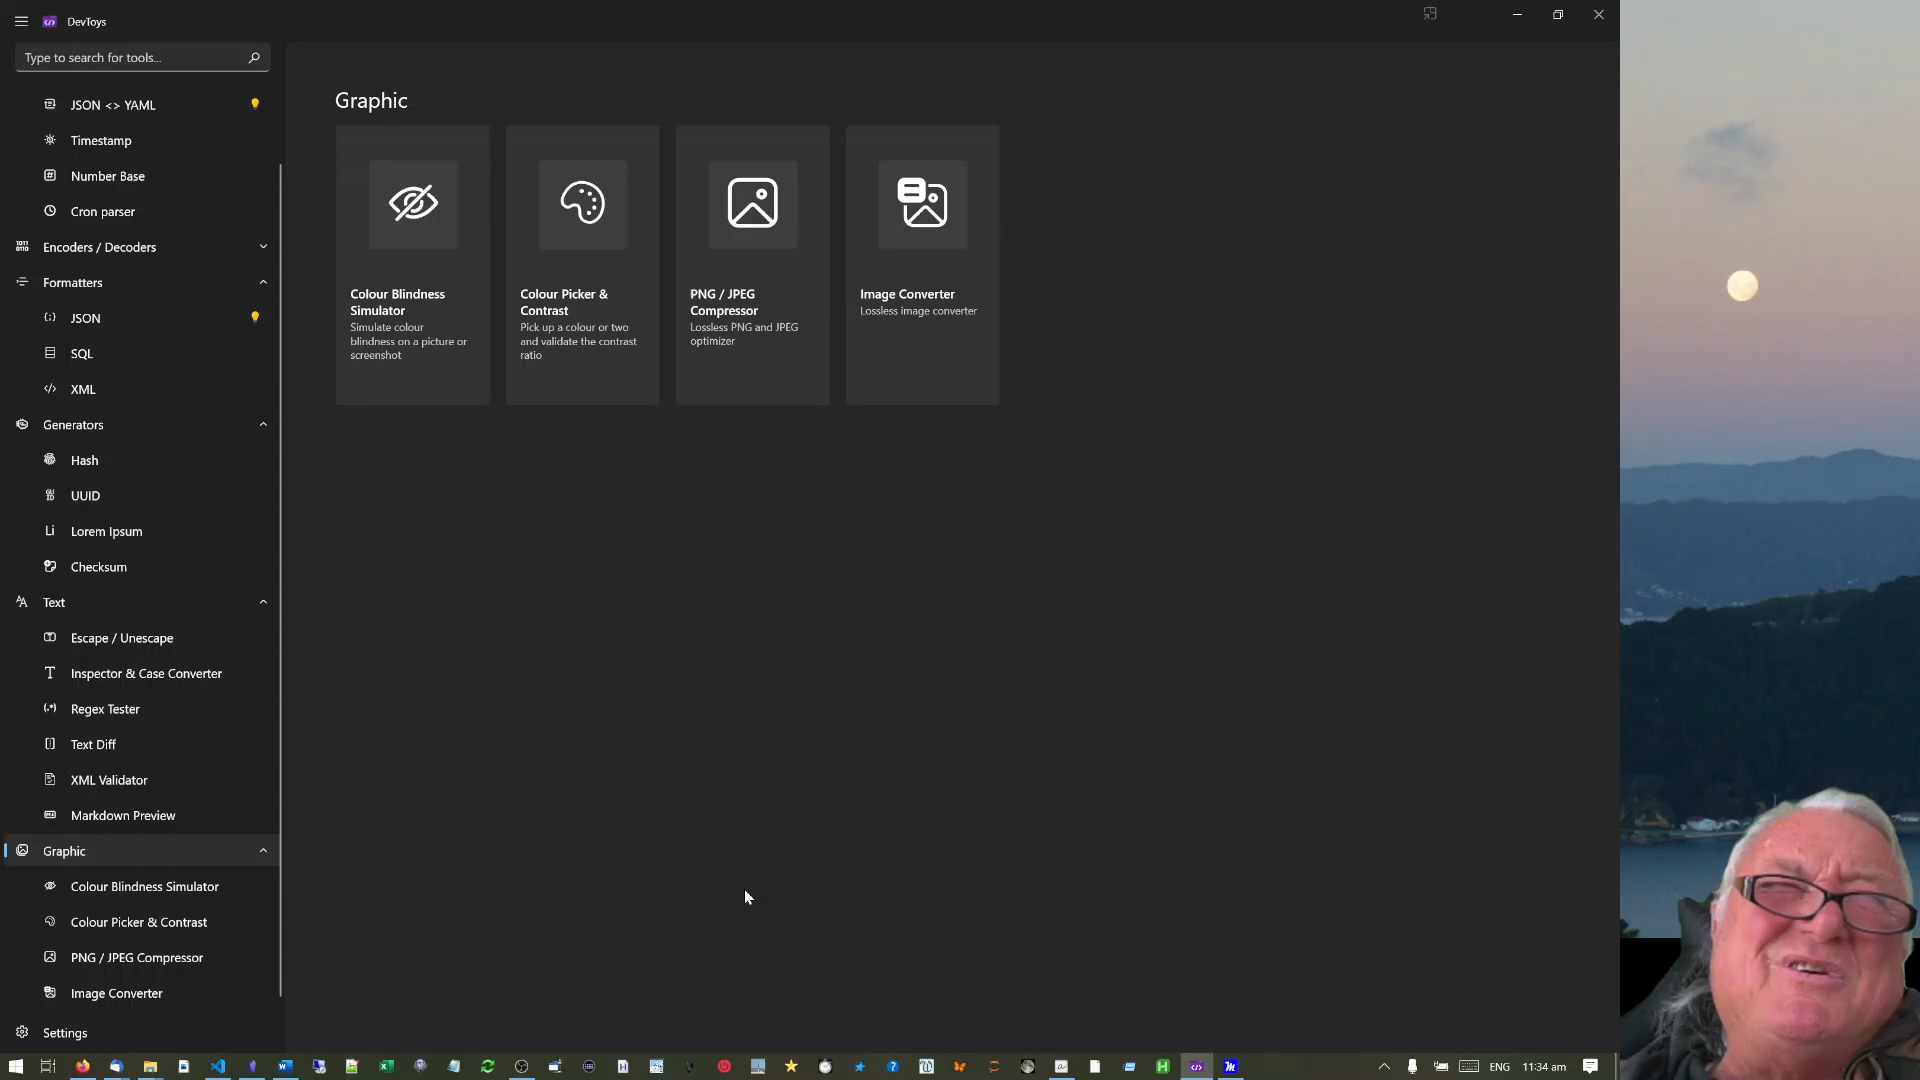 DevToys
Type to search for tools...
JSON <> YAML
Timestamp
Number Base
Cron parser
Encoders / Decoders
Formatters
JSON
SQL
XML
Generators
Hash
UUID
Li Lorem Ipsum
Checksum
Text
Escape / Unescape
Inspector & Case Converter
Regex Tester
Text Diff
XML Validator
Markdown Preview
Graphic
Colour Blindness Simulator
Colour Picker & Contrast
PNG / JPEG Compressor
Image Converter
Settings
Graphic
Colour Blindness
Simulator
Simulate colour
blindness on a picture or
screenshot
Colour Picker &
Contrast
Pick up a colour or two
and validate the contrast
ratio
PNG / JPEG
Compressor
Lossless PNG and JPEG
optimizer
Image Converter
Lossless image converter
ENG
11:34 am